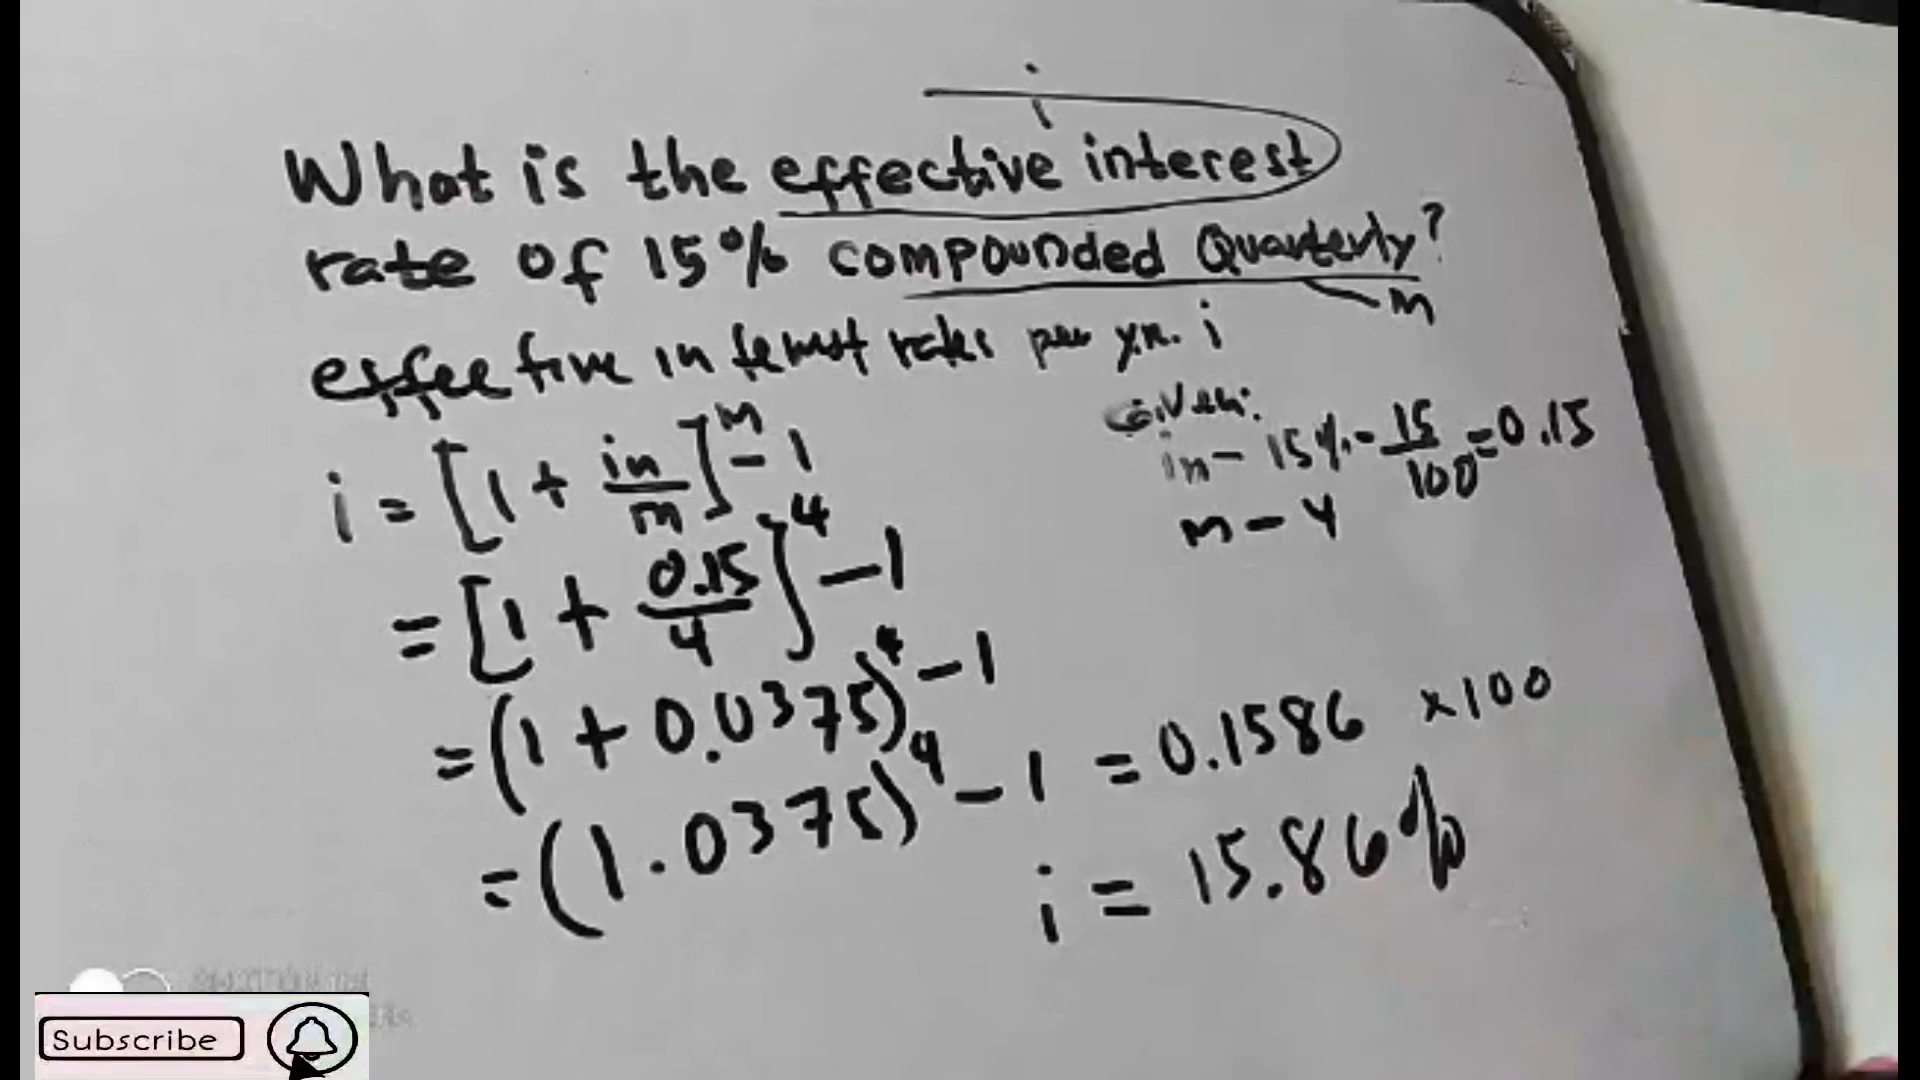 i
What is the effective interest
rate of 15% compounded Quarterly?
m
effective interest rates per yr. i
Given:
in - 15% - 15/100 = 0.15
m - 4
i = [1 + in/m]^m - 1
= [1 + 0.15/4]^4 - 1
= (1 + 0.0375)^4 - 1
= (1.0375)^4 - 1 = 0.1586 x100
i = 15.86%
Subscribe